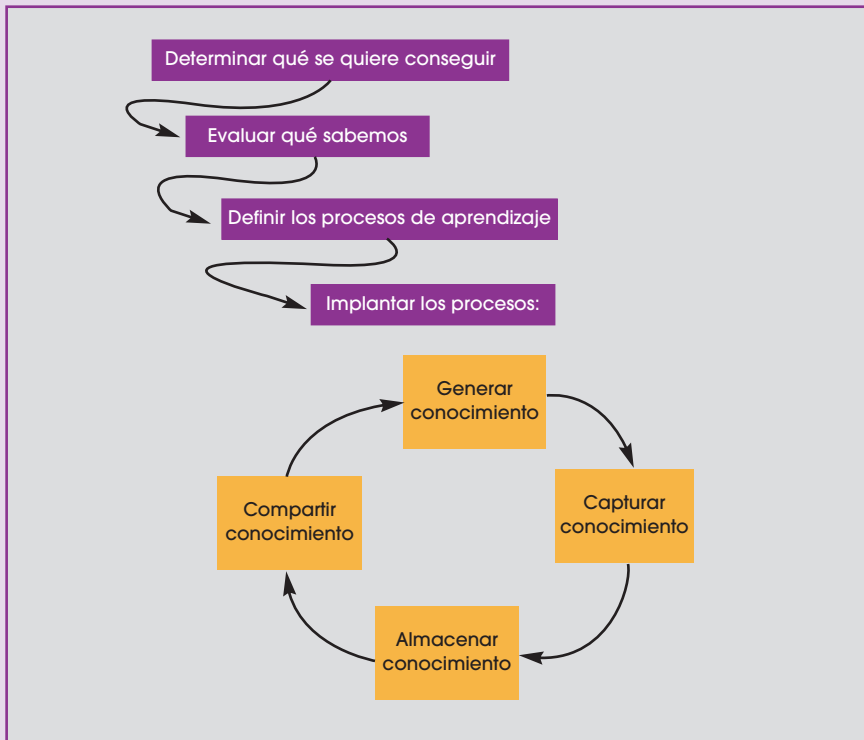 Determinar qué se quiere conseguir
Evaluar qué sabemos
Definir los procesos de aprendizaje
Implantar los procesos:
Generar
conocimiento
Capturar
conocimiento
Almacenar
conocimiento
Compartir
conocimiento